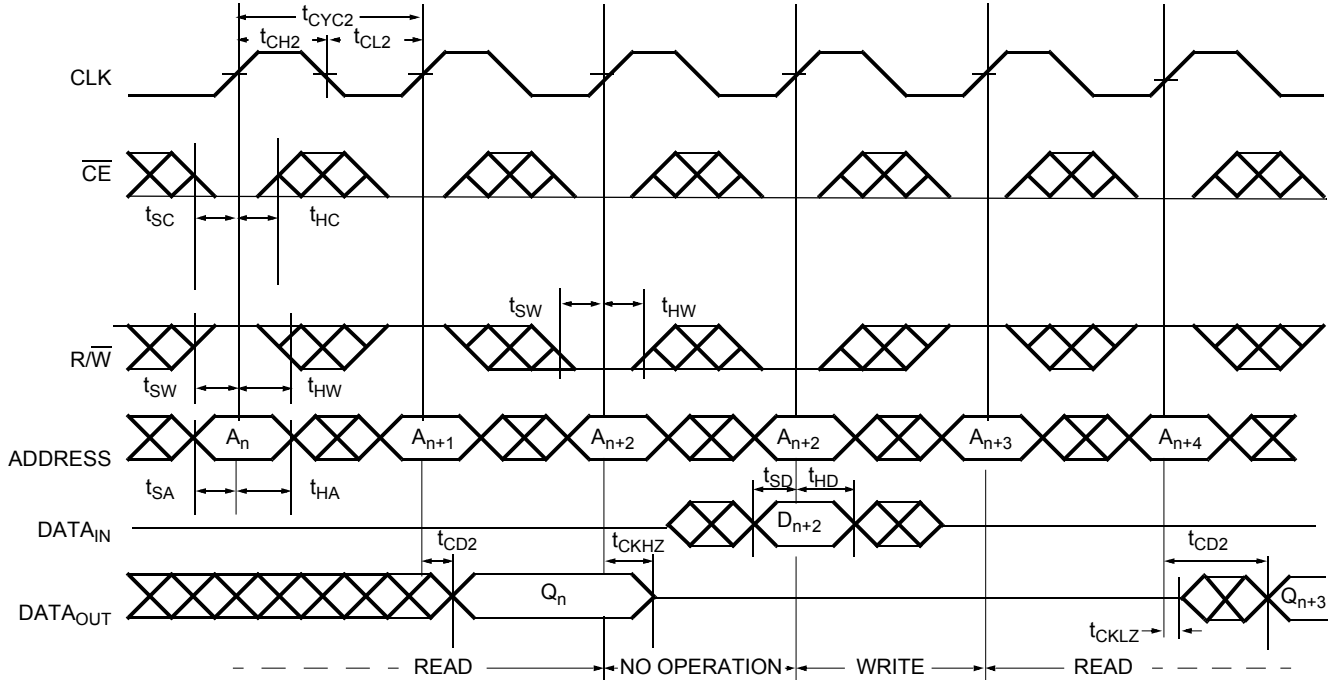 tCYC2
tCH2 tCL2
CLK
CE
tSC tHC
tSW tHW
R/W
tSW tHW
An An+1 An+2 An+2 An+3 An+4
ADDRESS
tSA tHA tSD tHD
DATAIN Dn+2
tCD2 tCKHZ tCD2
DATAOUT Qn Qn+3
tCKLZ
READ NO OPERATION WRITE READ